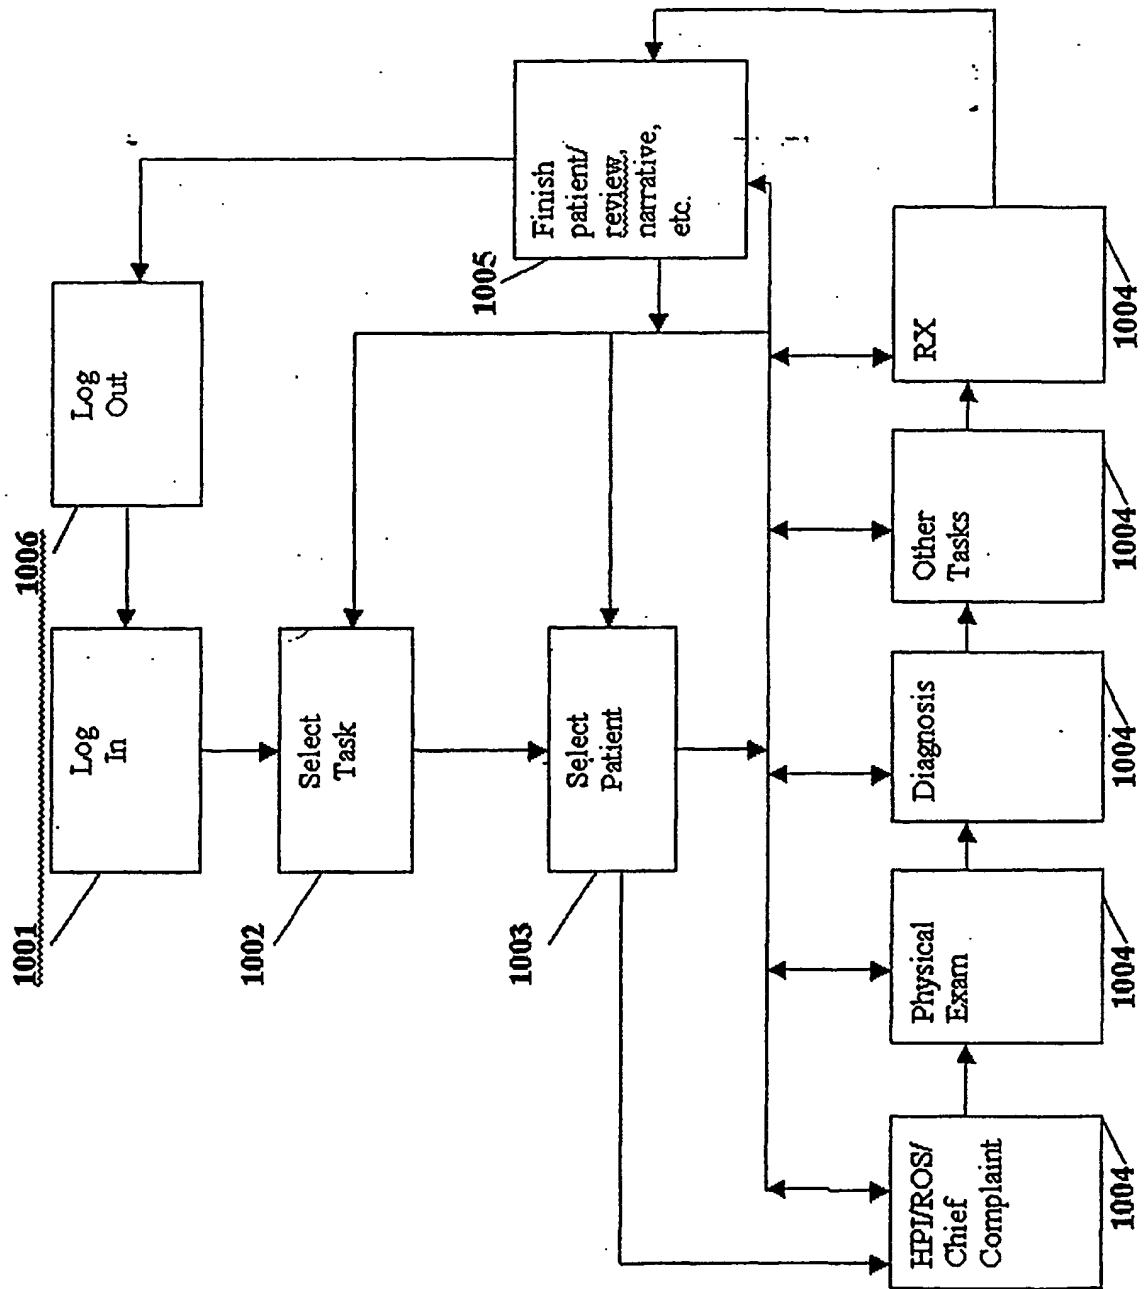 1001
1006
Log
In
Log
Out
1002
Select
Task
1003
Select
Patient
1005
Finish
patient/
review,
narrative,
etc.
HPI/ROS/
Chief
Complaint
Physical
Exam
Diagnosis
Other
Tasks
RX
1004
1004
1004
1004
1004